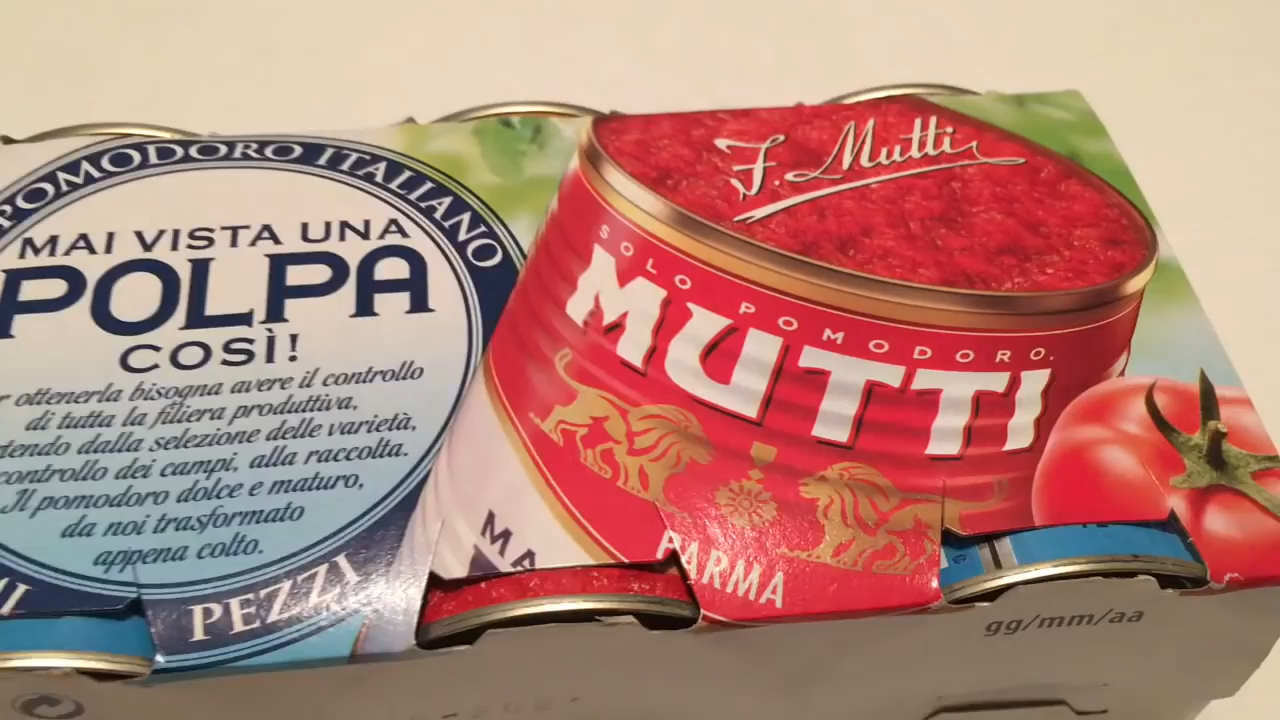 POMODORO ITALIANO
MAI VISTA UNA
POLPA
COSÌ!
ottenerla bisogna avere il controllo
di tutta la filiera produttiva,
dalla selezione delle varietà,
controllo dei campi, alla raccolta.
Il pomodoro dolce e maturo,
da noi trasformato
appena colto.
PEZZI
J. Mutti
SOLO POMODORO.
MUTTI
PARMA
gg/mm/aa